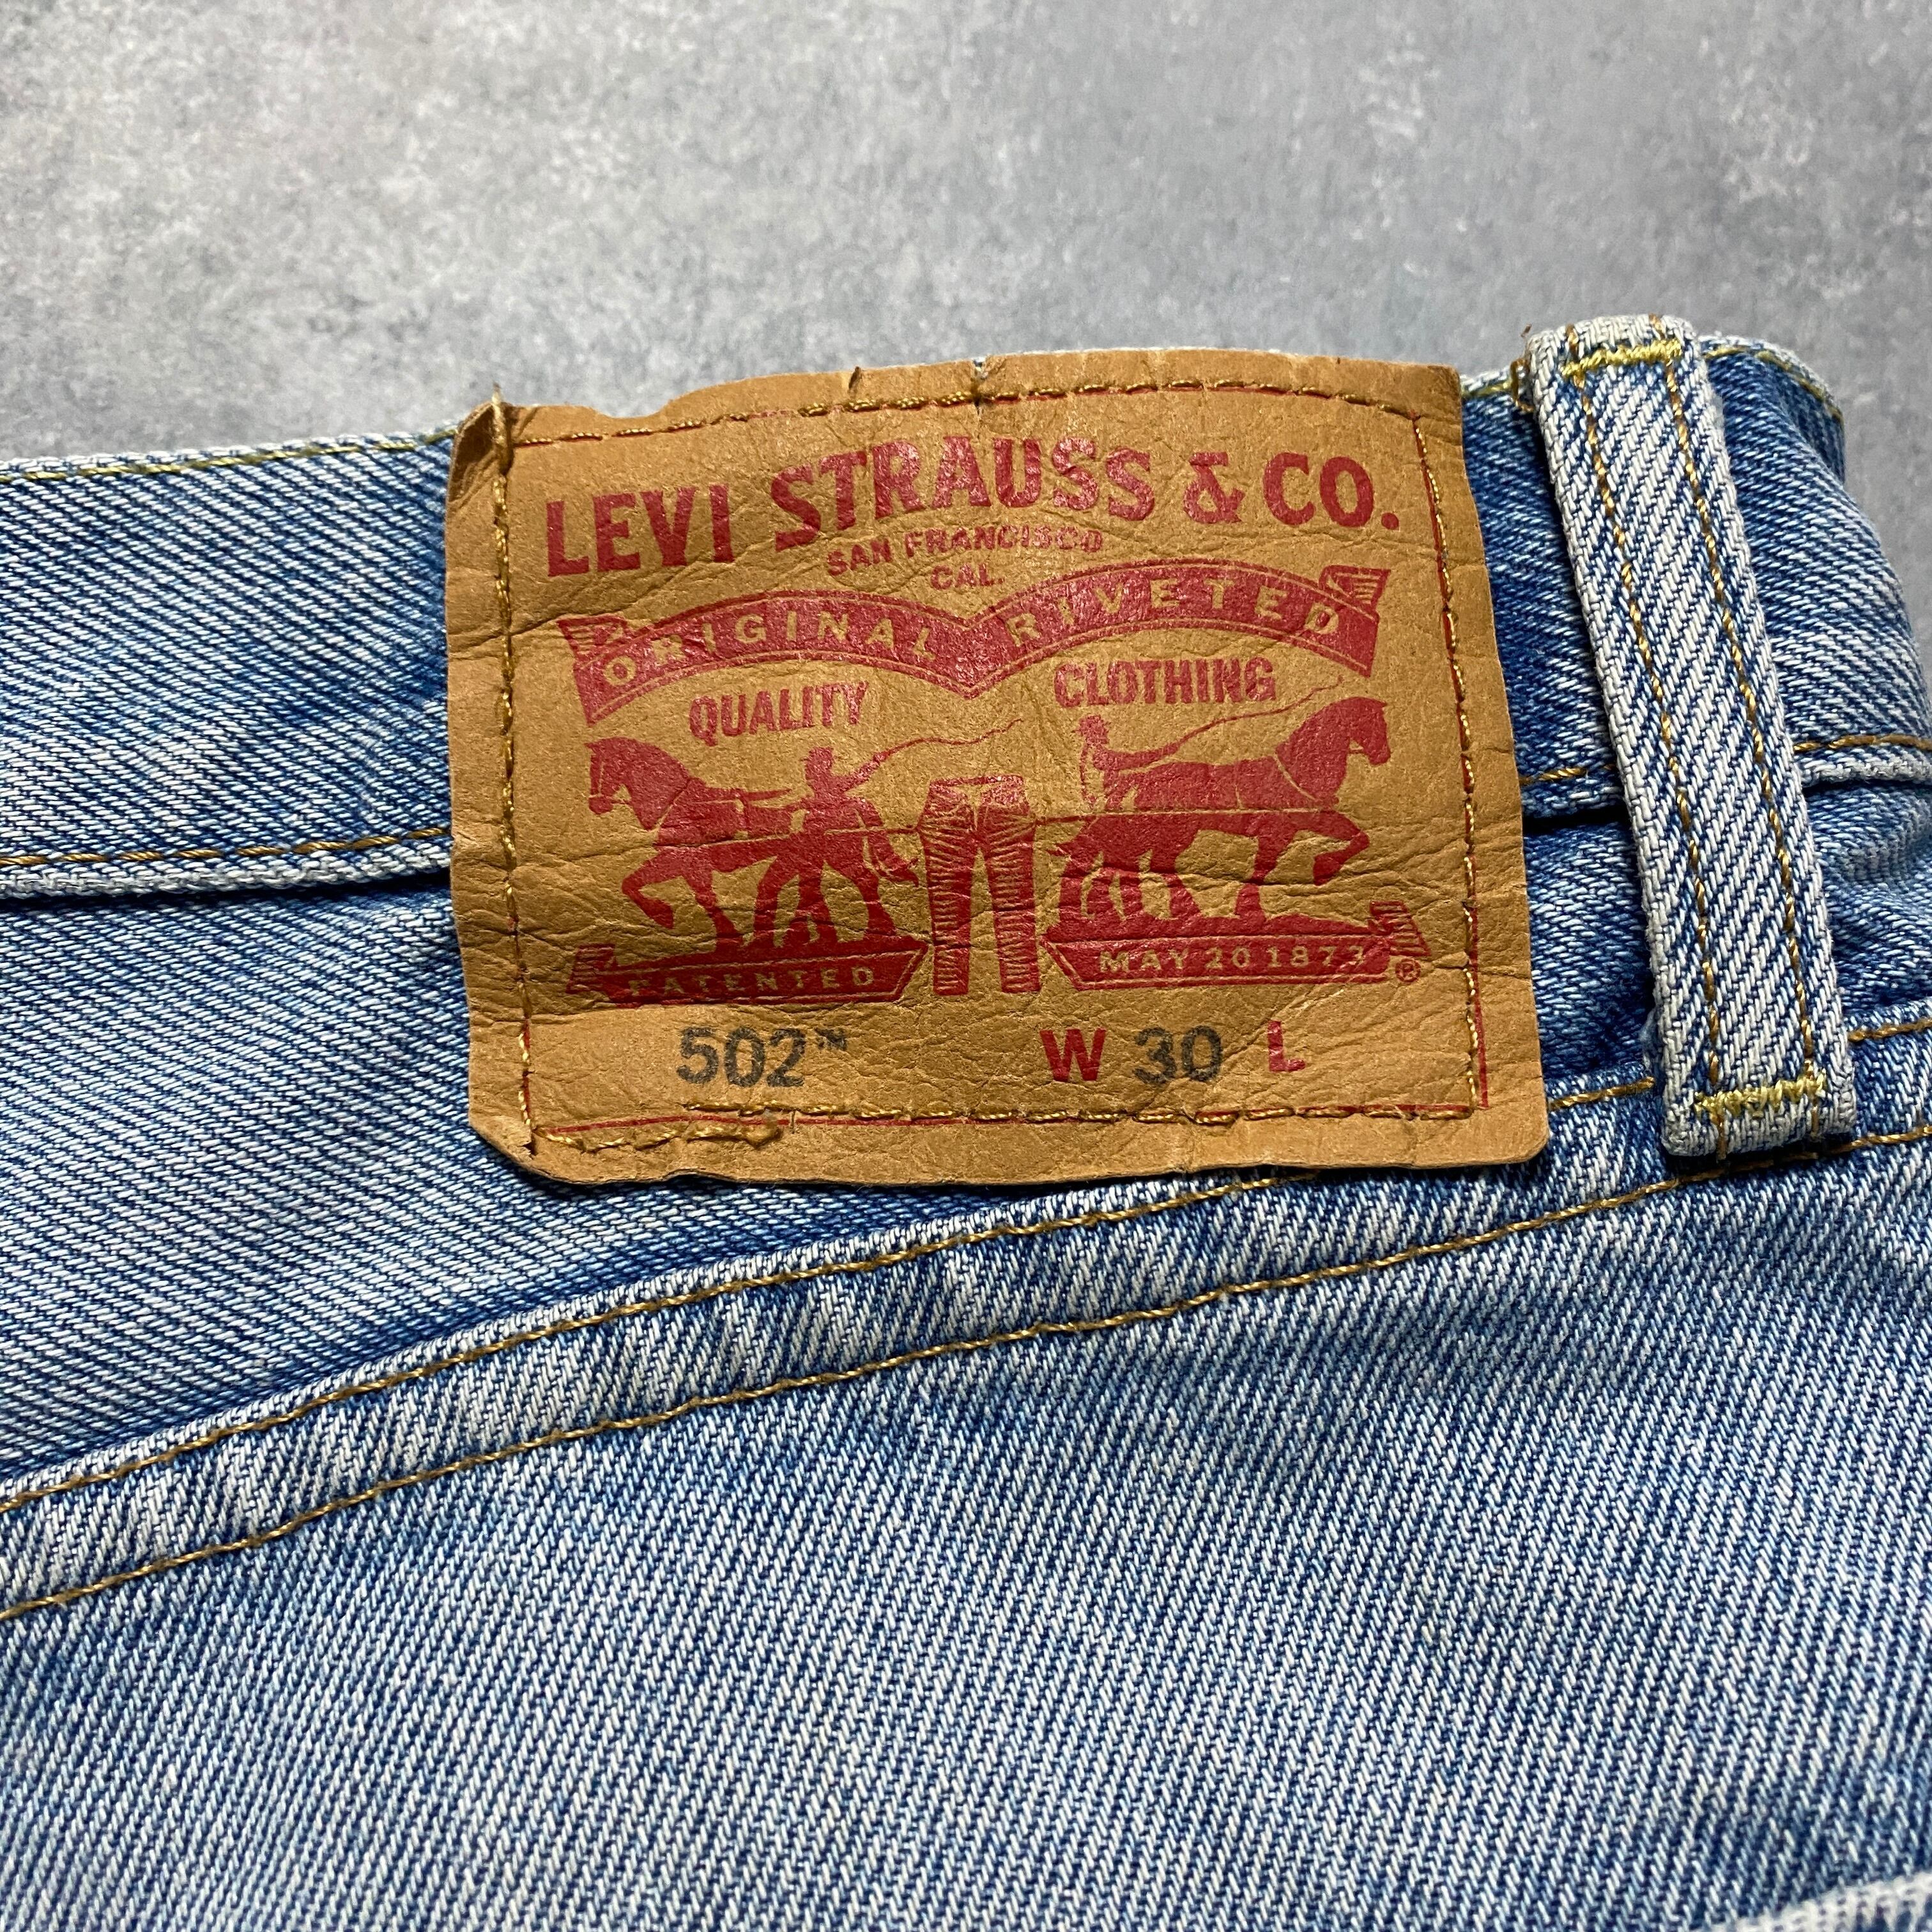 LEVI STRAUSS & CO.
SAN FRANCISCO
CAL.
ORIGINAL RIVETED
QUALITY CLOTHING
PATENTED MAY 20 1873 ®
502™ W 30 L